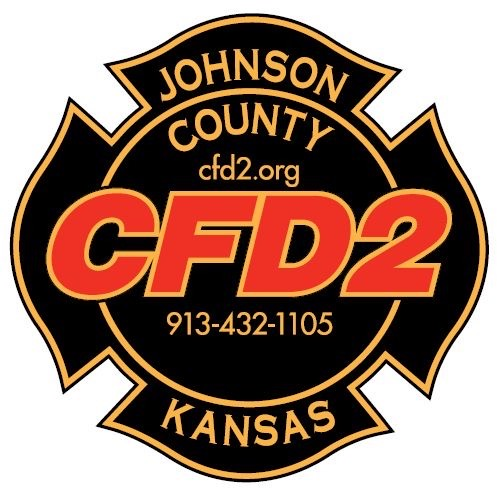 JOHNSON
COUNTY
cfd2.org
CFD2
913-432-1105
KANSAS